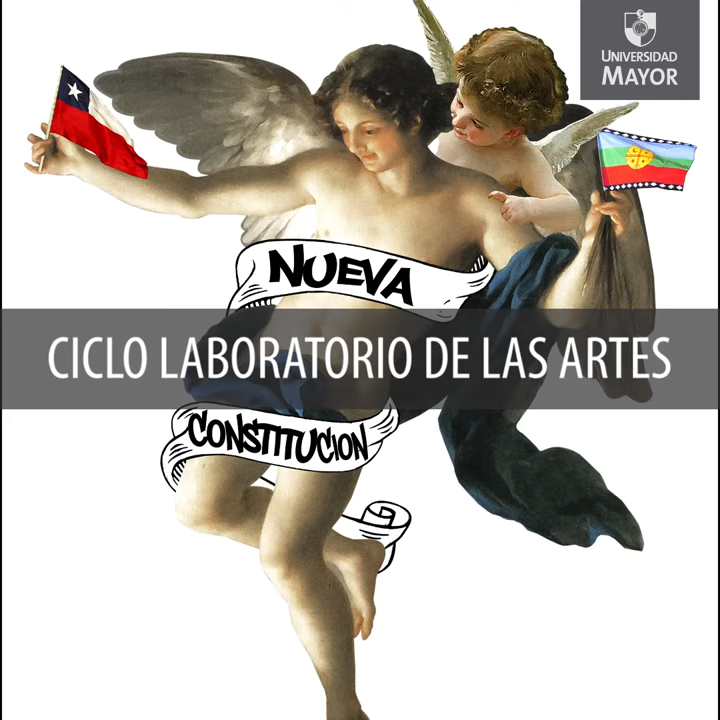 UNIVERSIDAD
MAYOR
NUEVA
CICLO LABORATORIO DE LAS ARTES
CONSTITUCION